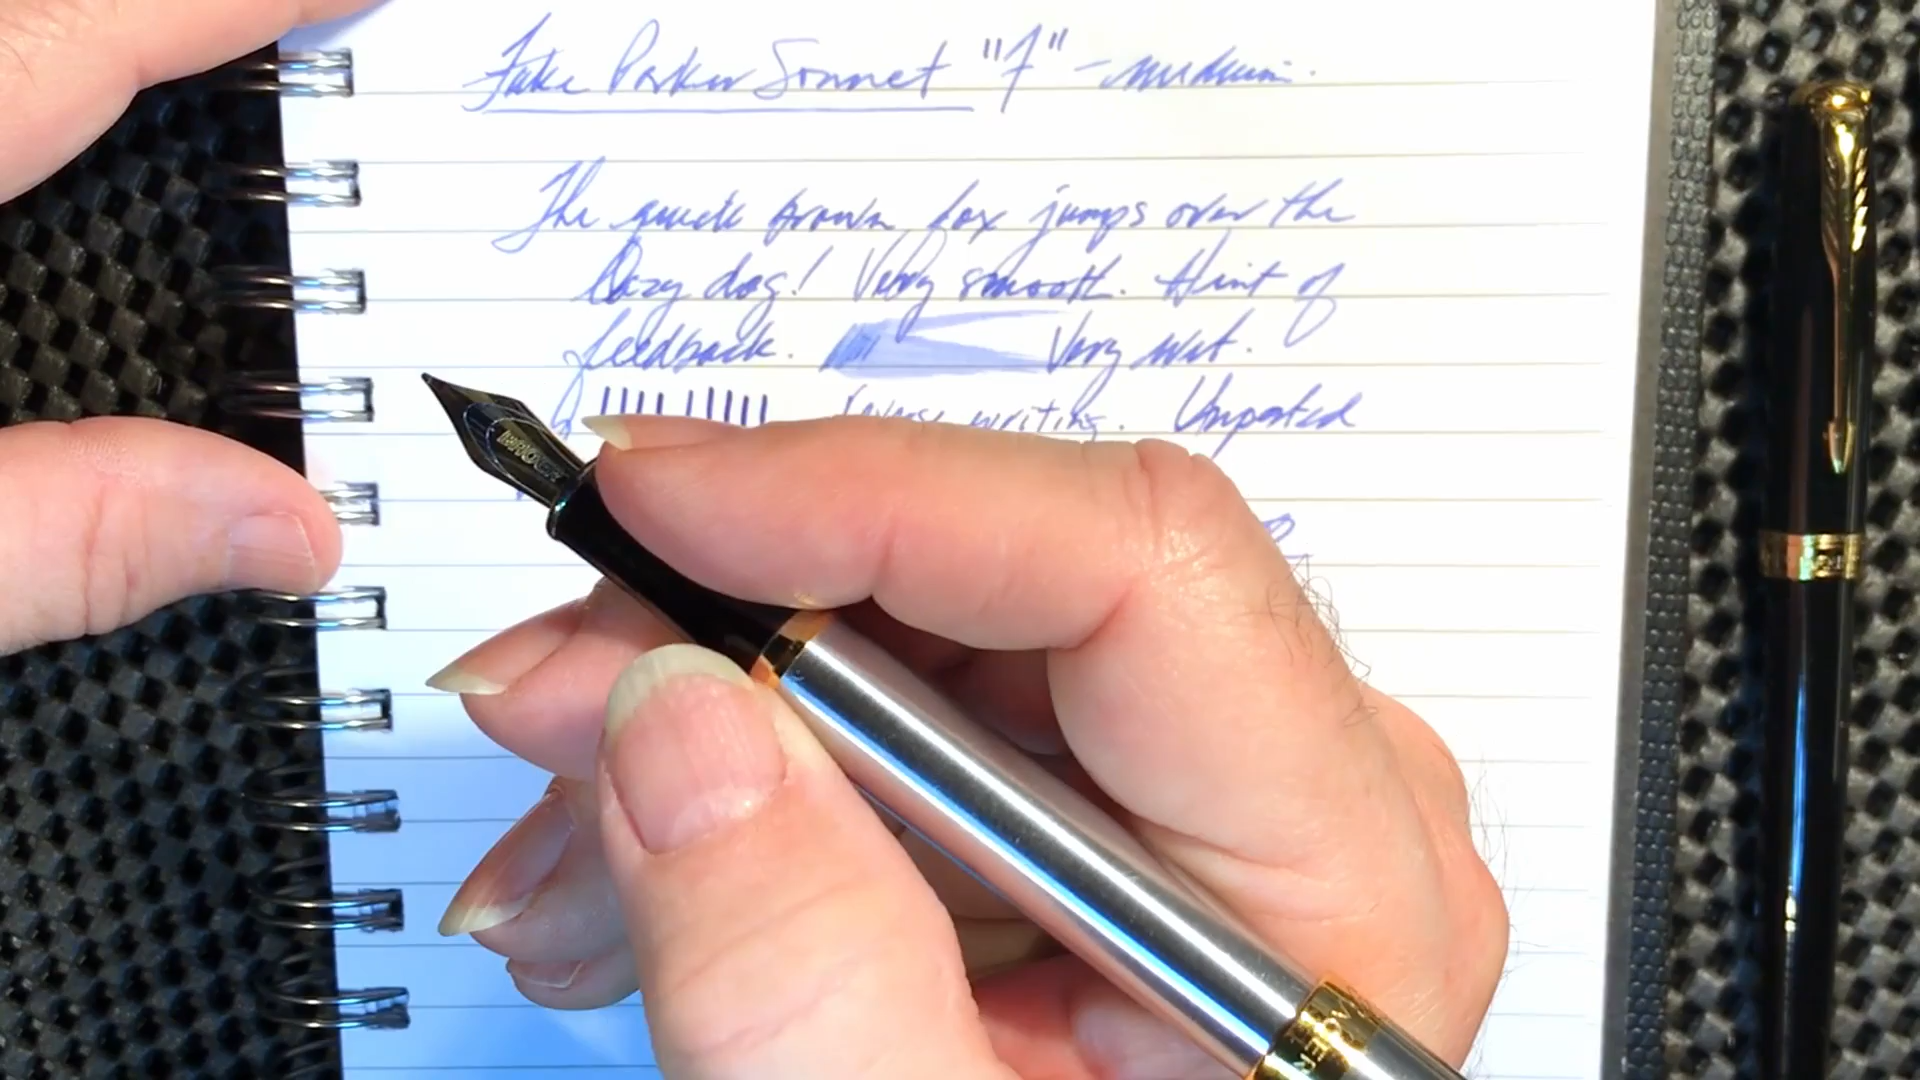 Fake Parker Sonnet "F" - medium.
The quick brown fox jumps over the
lazy dog! Very smooth. Hint of
feedback. Very wet.
reverse writing. Unposted